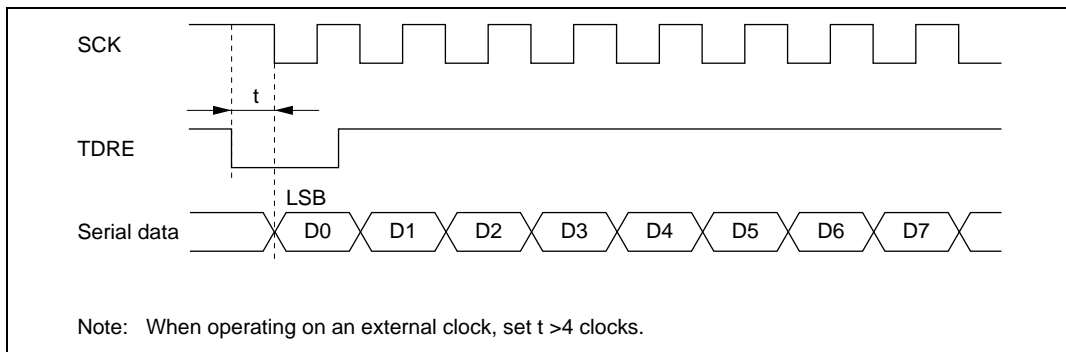 SCK
t
TDRE
LSB
Serial data D0 D1 D2 D3 D4 D5 D6 D7
Note: When operating on an external clock, set t >4 clocks.